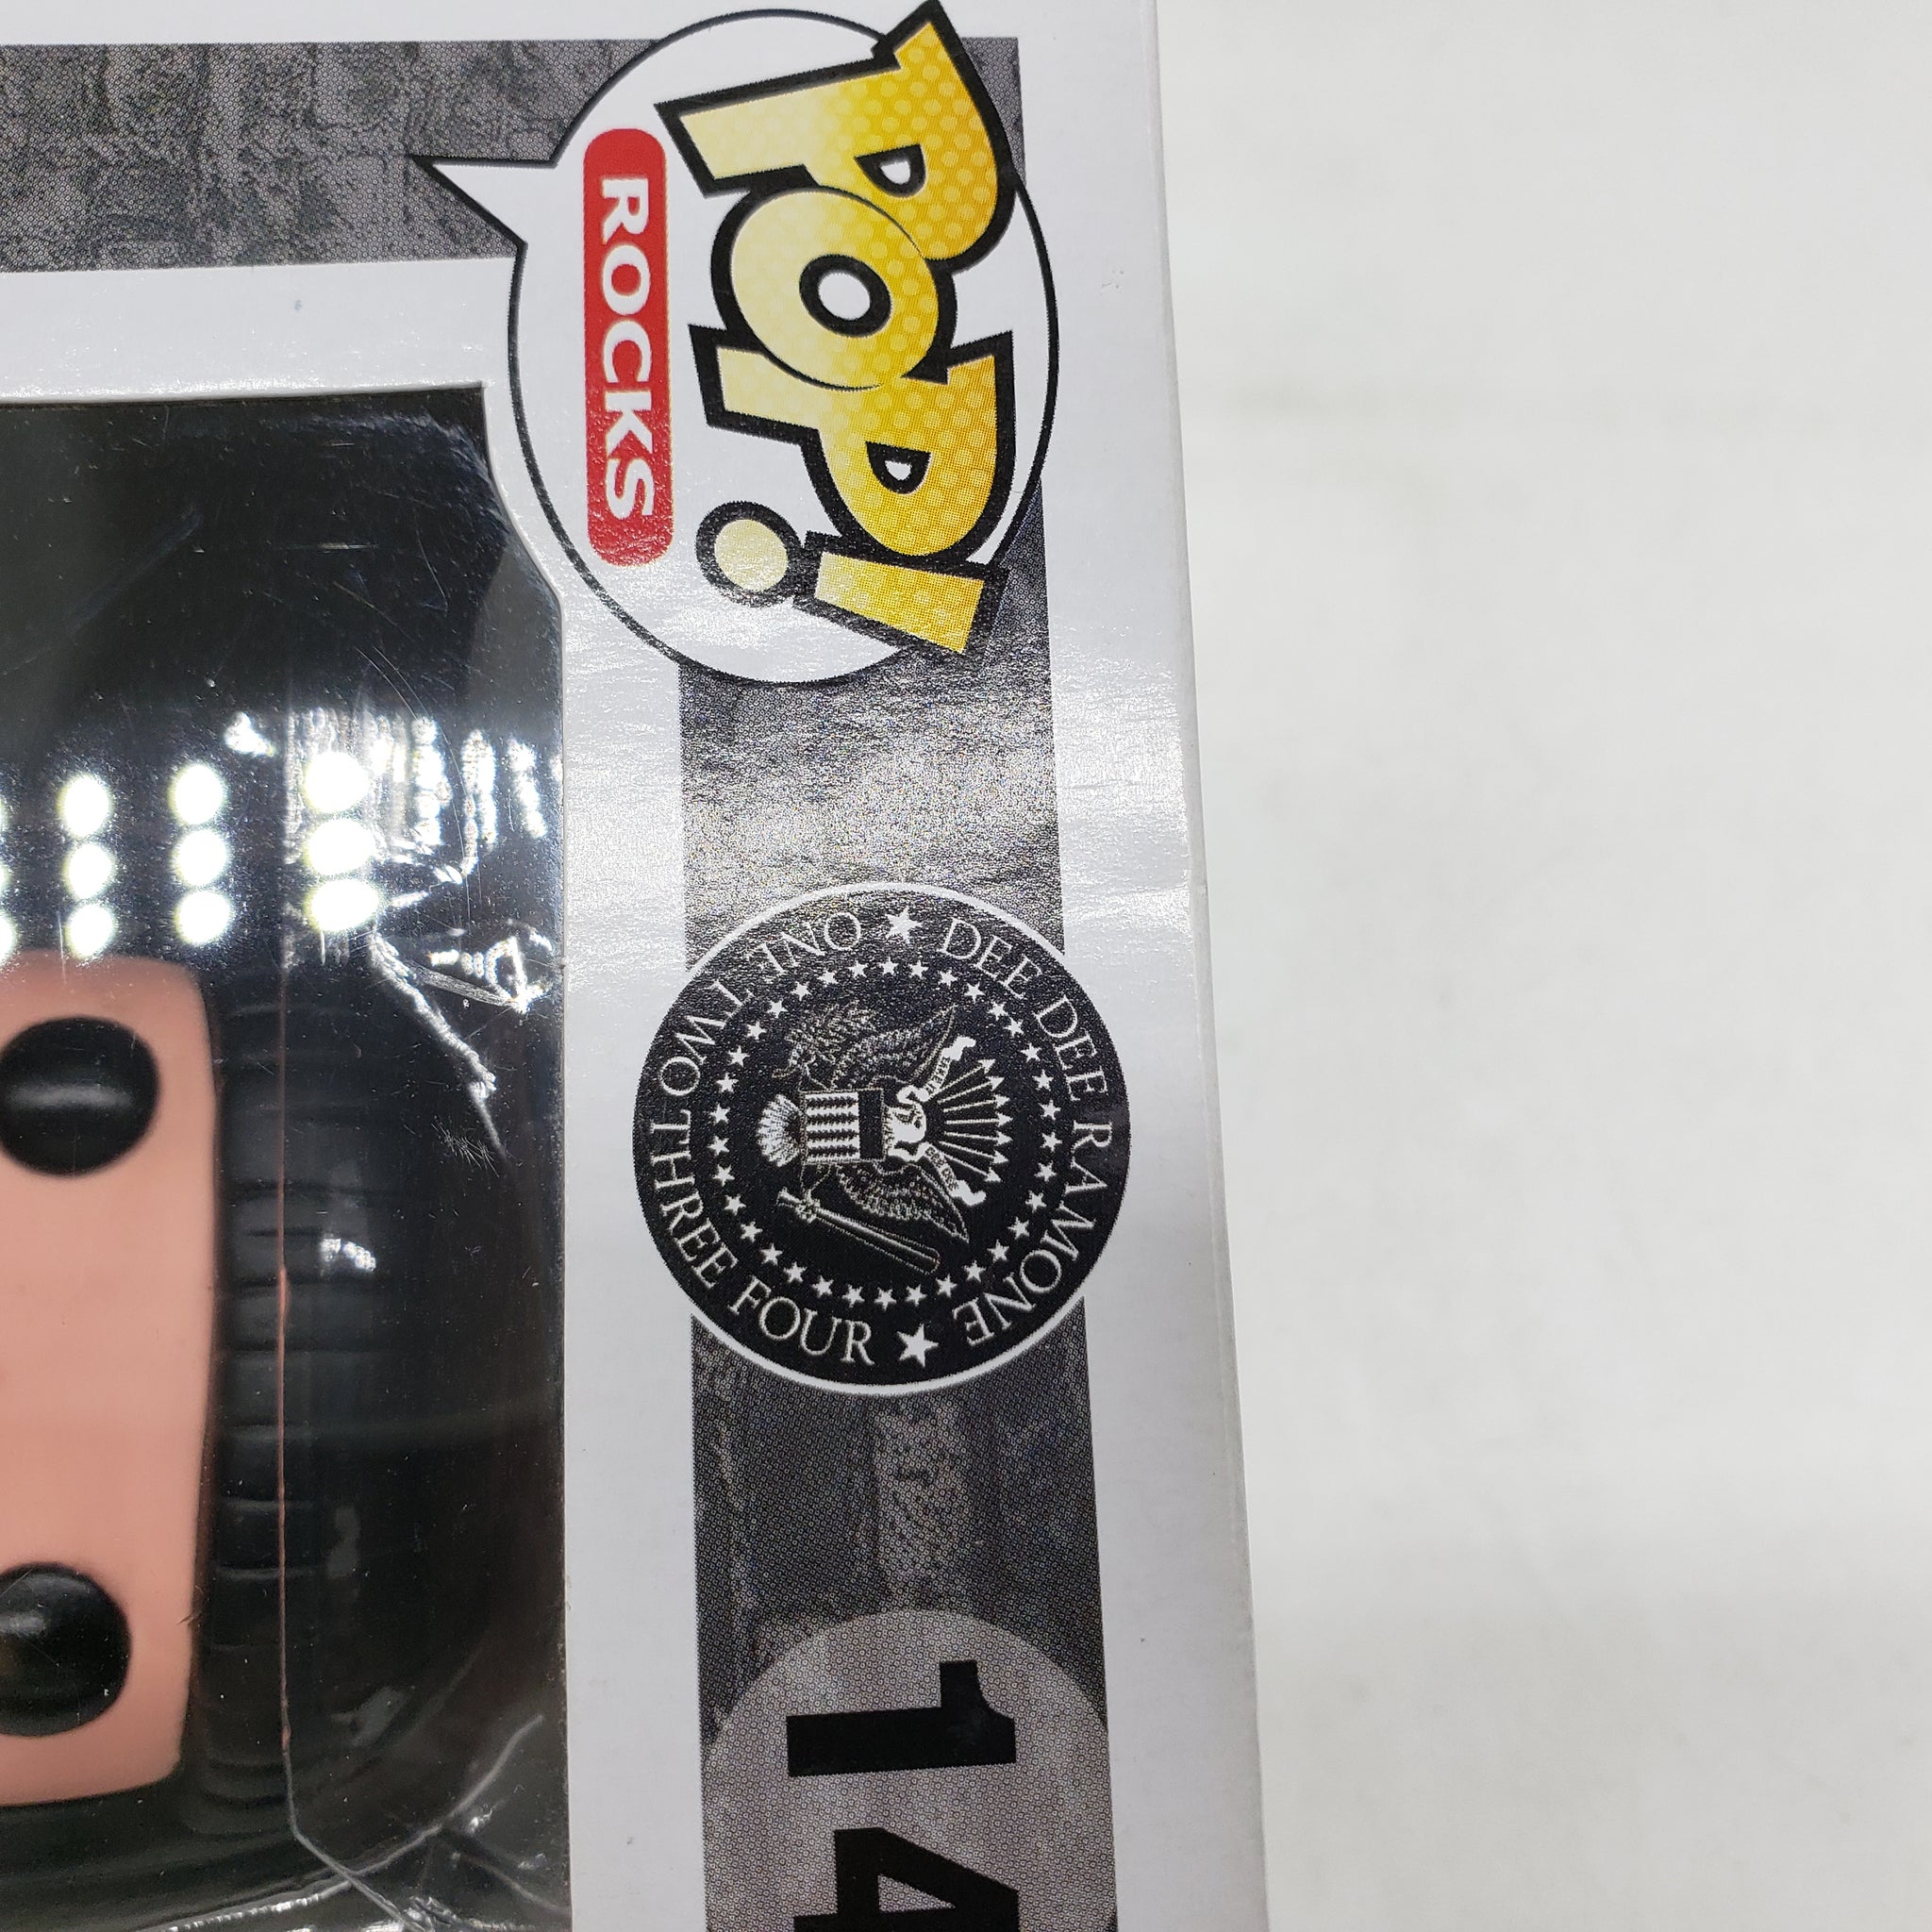 POP!
ROCKS
DEE DEE RAMONE ★ ONE TWO THREE FOUR ★
14